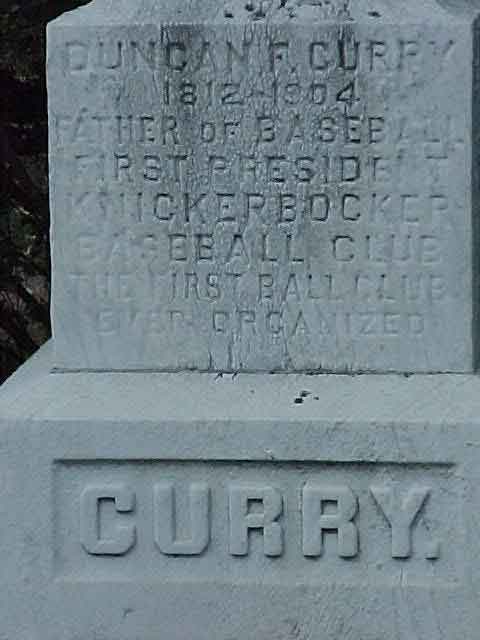 DUNCAN F. CURRY
1812-1904
FATHER OF BASEBALL
FIRST PRESIDENT
KNICKERBOCKER
BASEBALL CLUB
THE FIRST BALL CLUB
EVER ORGANIZED
CURRY.